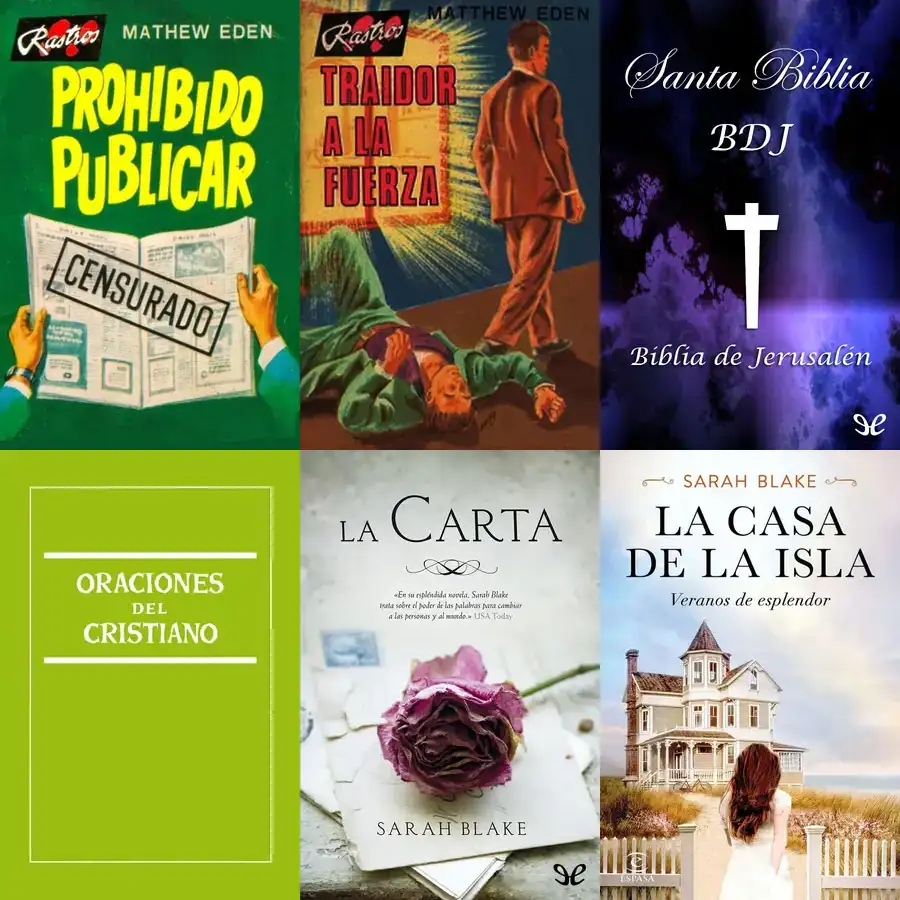 Rastros
MATHEW EDEN
PROHIBIDO
PUBLICAR
CENSURADO
Rastros
MATTHEW EDEN
TRAIDOR
A LA
FUERZA
Santa Biblia
BDJ
Biblia de Jerusalén
ORACIONES
DEL
CRISTIANO
LA CARTA
«En su espléndida novela, Sarah Blake
trata sobre el poder de las palabras para cambiar
a las personas y al mundo.» USA Today
SARAH BLAKE
SARAH BLAKE
LA CASA
DE LA ISLA
Veranos de esplendor
ESPASA